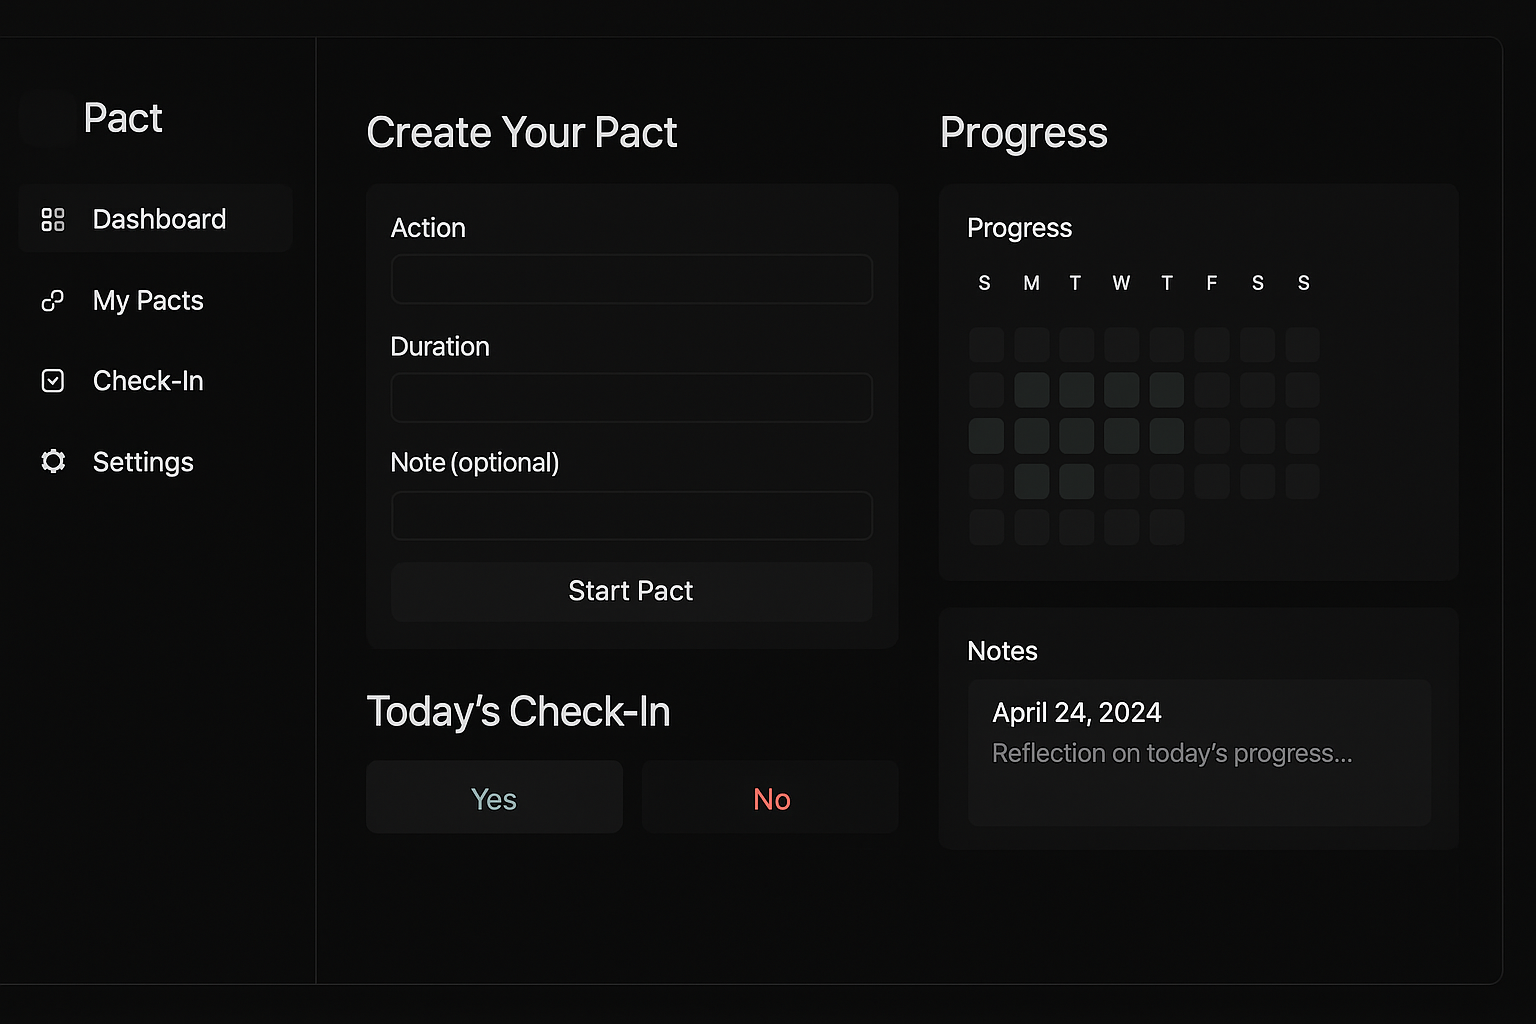 Pact
Dashboard
My Pacts
Check-In
Settings
Create Your Pact
Action
Duration
Note (optional)
Start Pact
Today’s Check-In
Yes
No
Progress
Progress
S M T W T F S S
Notes
April 24, 2024
Reflection on today’s progress...